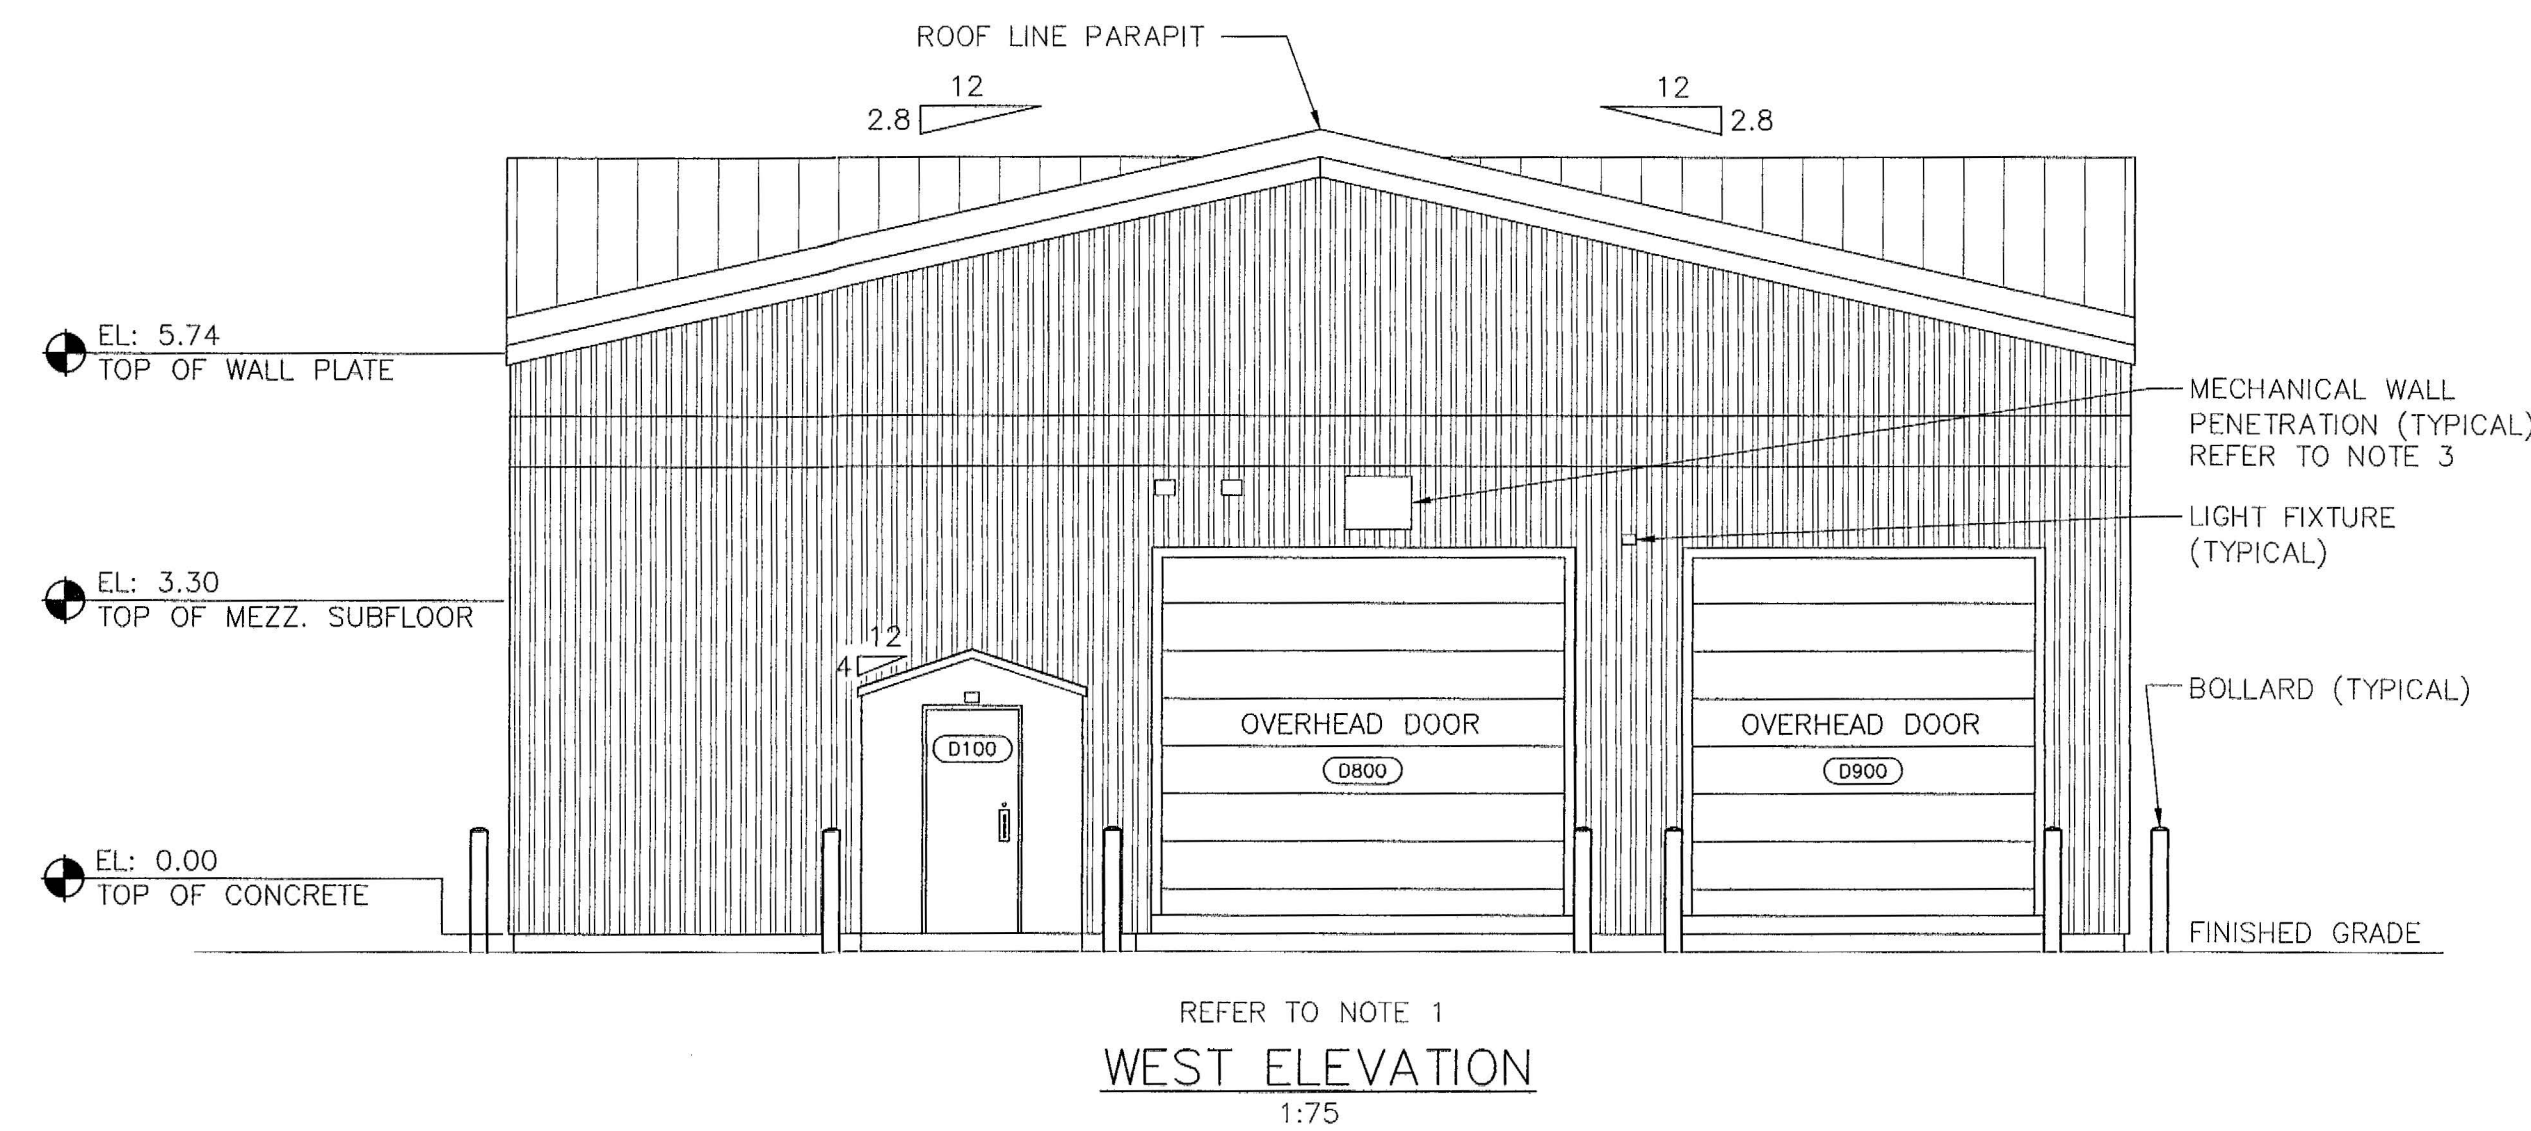 ROOF LINE PARAPIT
12
2.8
12
2.8
EL: 5.74
TOP OF WALL PLATE
MECHANICAL WALL
PENETRATION (TYPICAL)
REFER TO NOTE 3
LIGHT FIXTURE
(TYPICAL)
EL: 3.30
TOP OF MEZZ. SUBFLOOR
12
4
BOLLARD (TYPICAL)
OVERHEAD DOOR
OVERHEAD DOOR
D100
D800
D900
EL: 0.00
TOP OF CONCRETE
FINISHED GRADE
REFER TO NOTE 1
WEST ELEVATION
1:75